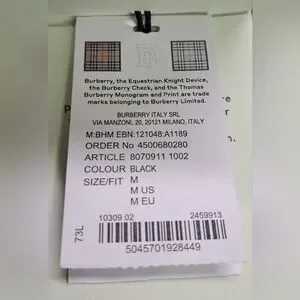 Burberry, the Equestrian Knight Device,
the Burberry Check, and the Thomas
Burberry Monogram and Print are trade
marks belonging to Burberry Limited.
BURBERRY ITALY SRL
VIA MANZONI, 20, 20121 MILANO, ITALY
M:BHM EBN:121048:A1189
ORDER No 4500680280
ARTICLE 8070911 1002
COLOUR BLACK
SIZE/FIT M
M US
M EU
73L
10309 02 2459913
5045701928449